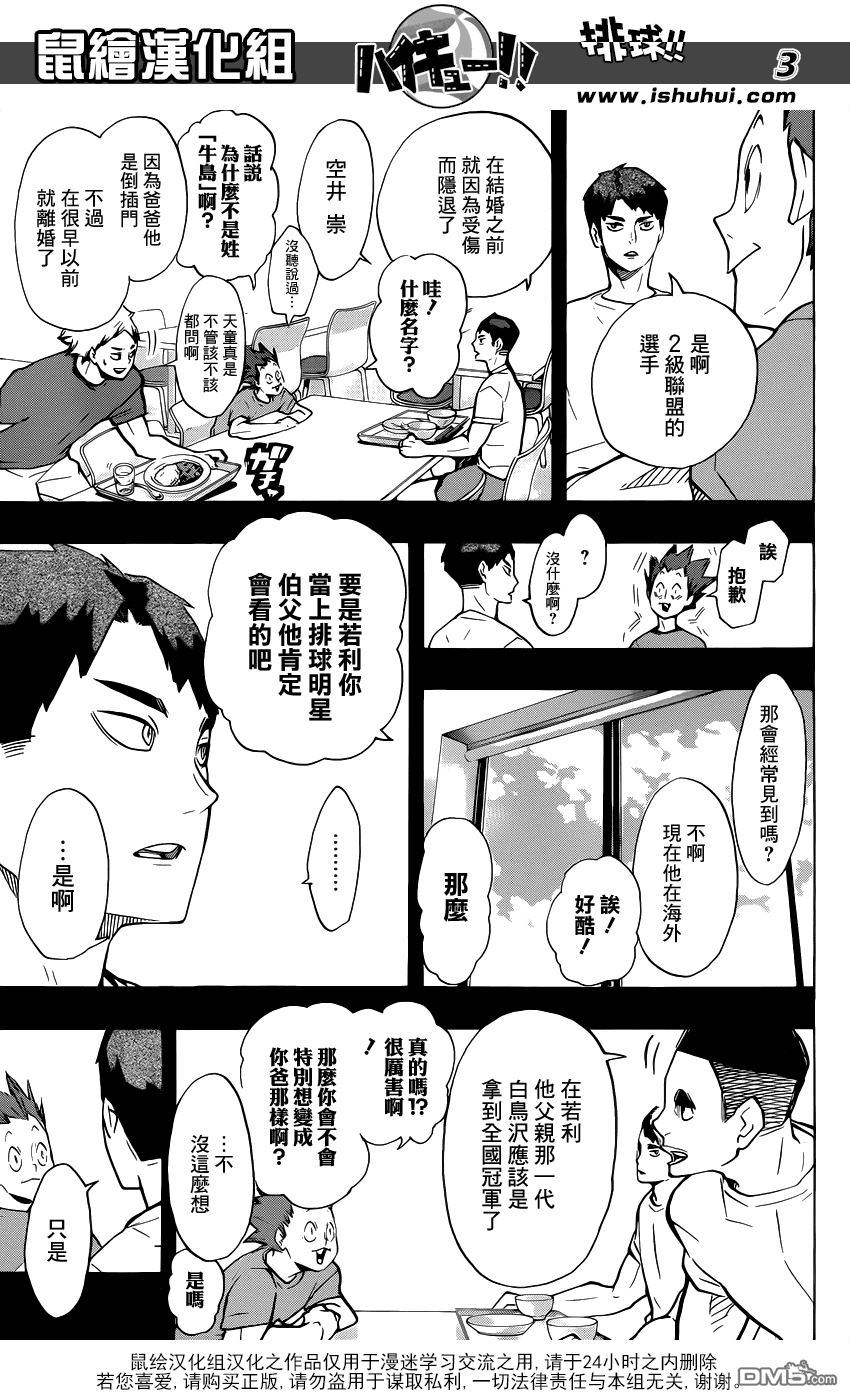 鼠繪漢化組
ハイキュー!!
排球!!
3
www.ishuhui.com
是啊
2級聯盟的
選手
在結婚之前
就因為受傷
而隱退了
哇！
什麼名字？
空井 崇
沒聽說過…
話說
為什麼不是姓
「牛島」啊？
天童真是
不管該不該
都問啊
因為爸爸他
是倒插門
不過
在很早以前
就離婚了
ガチャ
誒
抱歉
？
沒什麼啊？
那會經常見到嗎？
不啊
現在他在海外
誒！
好酷！
那麼
要是若利你
當上排球明星
伯父他肯定
會看的吧
………
…是啊
在若利
他父親那一代
白鳥沢應該是
拿到全國冠軍了
真的嗎!?
很厲害啊
！
那麼你會不會
特別想變成
你爸那樣啊？
…不
沒這麼想
是嗎
只是
鼠绘汉化组汉化之作品仅用于漫迷学习交流之用, 请于24小时之内删除
若您喜爱, 请购买正版, 请勿用于谋取私利, 一切法律责任与本组无关, 谢谢。
DM5.com